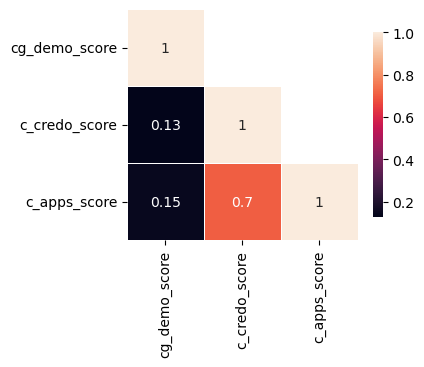 cg_demo_score
1
1.0
0.8
c_credo_score
0.13
1
0.6
0.4
c_apps_score
0.15
0.7
1
0.2
cg_demo_score
c_credo_score
c_apps_score